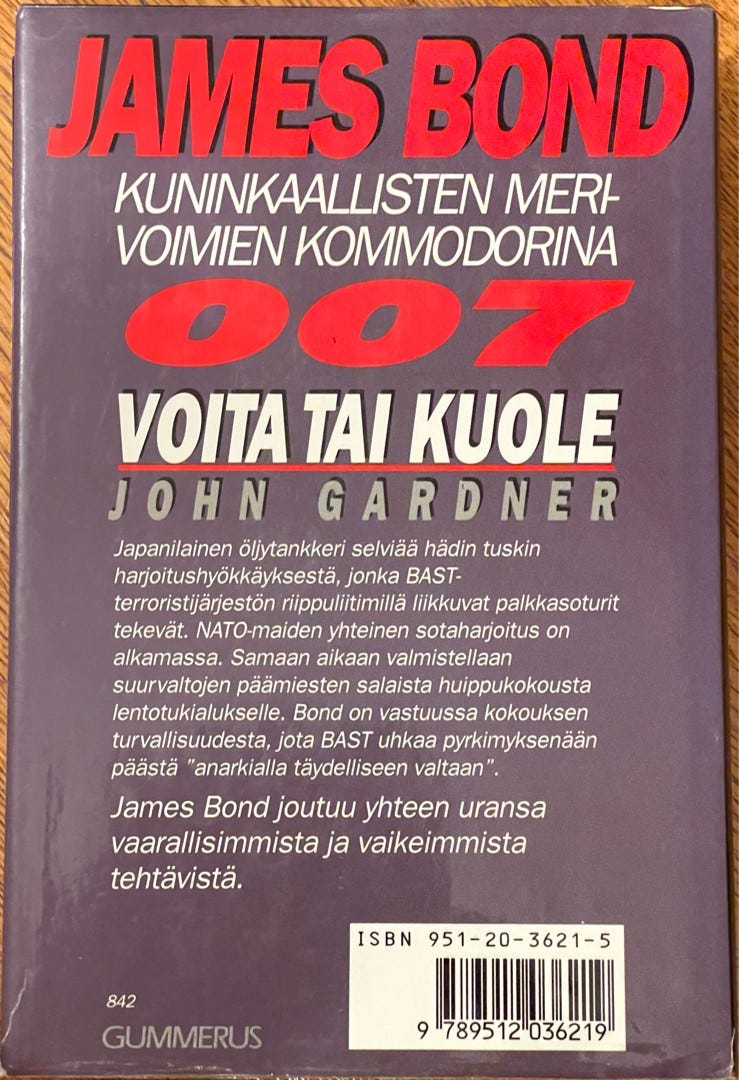 JAMES BOND
KUNINKAALLISTEN MERI-
VOIMIEN KOMMODORINA
007
VOITA TAI KUOLE
JOHN GARDNER
Japanilainen öljytankkeri selviää hädin tuskin
harjoitushyökkäyksestä, jonka BAST-
terroristijärjestön riippuliitimillä liikkuvat palkkasoturit
tekevät. NATO-maiden yhteinen sotaharjoitus on
alkamassa. Samaan aikaan valmistellaan
suurvaltojen päämiesten salaista huippukokousta
lentotukialukselle. Bond on vastuussa kokouksen
turvallisuudesta, jota BAST uhkaa pyrkimyksenään
päästä ”anarkialla täydelliseen valtaan”.
James Bond joutuu yhteen uransa
vaarallisimmista ja vaikeimmista
tehtävistä.
ISBN 951-20-3621-5
9 789512 036219
842
GUMMERUS